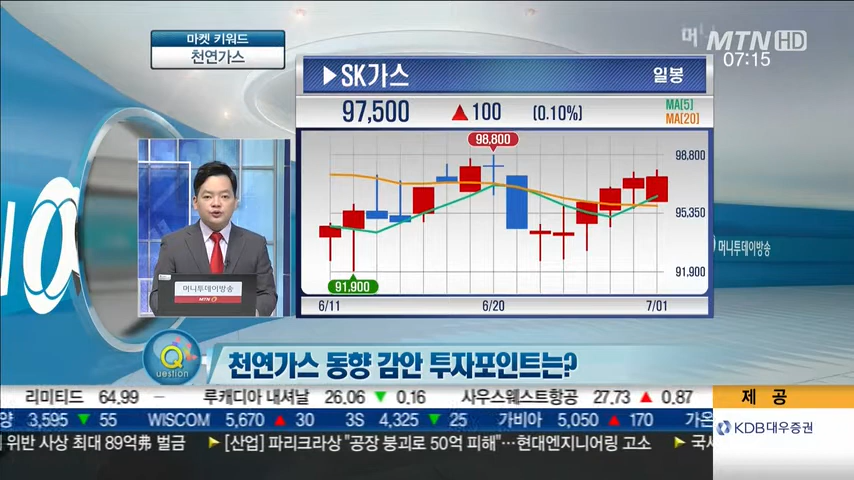 마켓 키워드
천연가스
MTN HD
07:15
▶SK가스
일봉
97,500 ▲100 (0.10%)
MA[5]
MA[20]
98,800
98,800
95,350
91,900
91,900
6/11 6/20 7/01
머니투데이방송
MTN
머니투데이방송
Q
uestion
천연가스 동향 감안 투자포인트는?
리미티드 64.99 – 루캐디아 내셔날 26.06 ▼ 0.16 사우스웨스트항공 27.73 ▲ 0.87
제 공
양 3,595 ▼ 55 WISCOM 5,670 ▲ 30 3S 4,325 ▼ 25 가비아 5,050 ▲ 170 가온
KDB대우증권
위반 사상 최대 89억弗 벌금 ▶ [산업] 파리크라상 "공장 붕괴로 50억 피해"…현대엔지니어링 고소 ▶ 국세